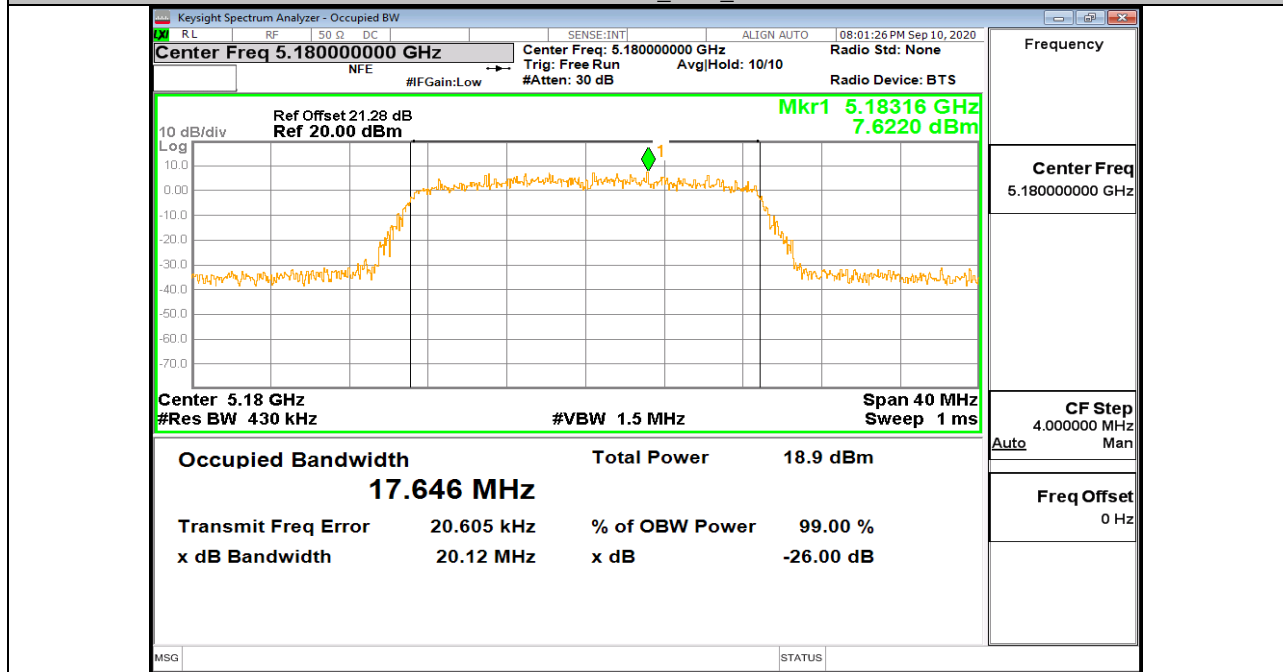 Keysight Spectrum Analyzer - Occupied BW
LXI RL RF 50 Ω DC SENSE:INT ALIGN AUTO 08:01:26 PM Sep 10, 2020
Center Freq 5.180000000 GHz
NFE
#IFGain:Low
Center Freq: 5.180000000 GHz
Trig: Free Run Avg|Hold: 10/10
#Atten: 30 dB
Radio Std: None
Radio Device: BTS
Frequency
Mkr1 5.18316 GHz
7.6220 dBm
Ref Offset 21.28 dB
10 dB/div Ref 20.00 dBm
Log
1
10.0
0.00
-10.0
-20.0
-30.0
-40.0
-50.0
-60.0
-70.0
Center Freq
5.180000000 GHz
Center 5.18 GHz Span 40 MHz
#Res BW 430 kHz #VBW 1.5 MHz Sweep 1 ms
CF Step
4.000000 MHz
Auto Man
Occupied Bandwidth Total Power 18.9 dBm
17.646 MHz
Transmit Freq Error 20.605 kHz % of OBW Power 99.00 %
x dB Bandwidth 20.12 MHz x dB -26.00 dB
Freq Offset
0 Hz
MSG STATUS